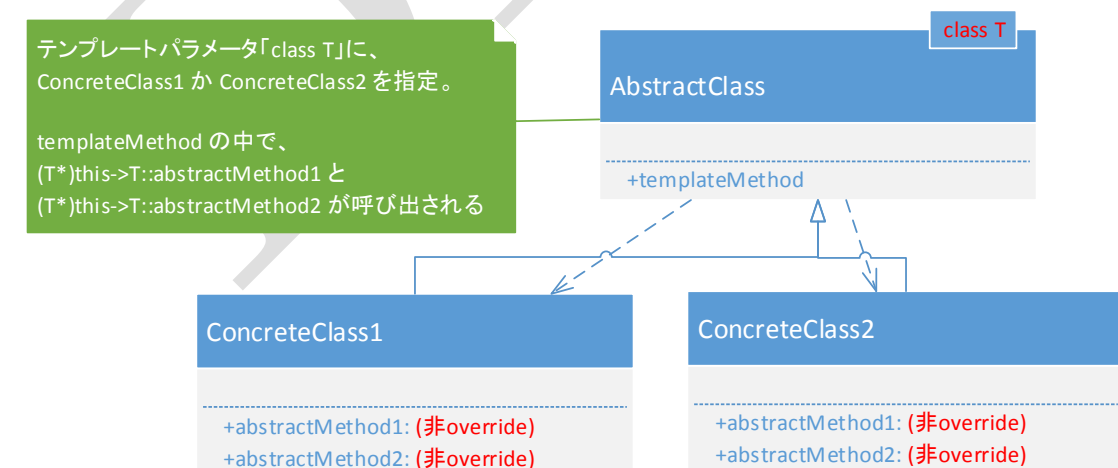 テンプレートパラメータ「class T」に、
ConcreteClass1 か ConcreteClass2 を指定。
templateMethod の中で、
(T*)this->T::abstractMethod1 と
(T*)this->T::abstractMethod2 が呼び出される
class T
AbstractClass
+templateMethod
ConcreteClass1
+abstractMethod1: (非override)
+abstractMethod2: (非override)
ConcreteClass2
+abstractMethod1: (非override)
+abstractMethod2: (非override)